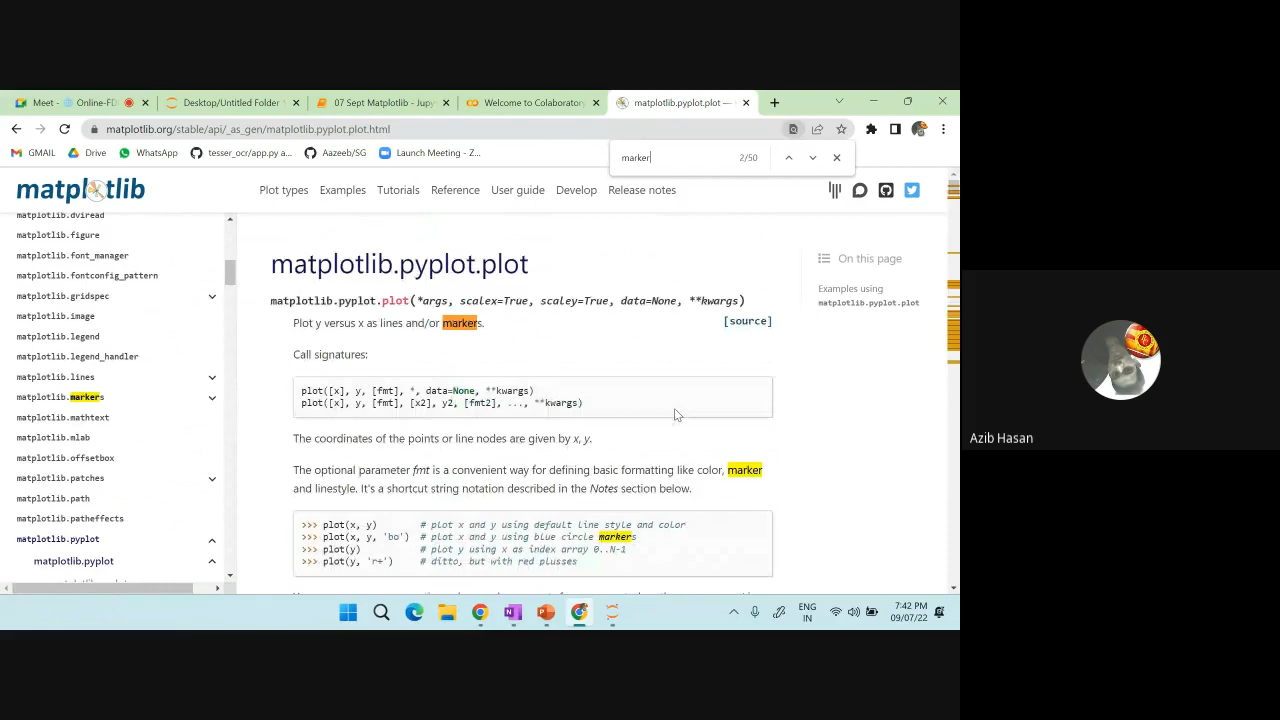 Meet - Online-FD
Desktop/Untitled Folder
07 Sept Matplotlib - Jupy
Welcome to Colaboratory
matplotlib.pyplot.plot —
matplotlib.org/stable/api/_as_gen/matplotlib.pyplot.plot.html
GMAIL
Drive
WhatsApp
tesser_ocr/app.py a...
Aazeeb/SG
Launch Meeting - Z...
marker
2/50
matplotlib
Plot types
Examples
Tutorials
Reference
User guide
Develop
Release notes
matplotlib.dviread
matplotlib.figure
matplotlib.font_manager
matplotlib.fontconfig_pattern
matplotlib.gridspec
matplotlib.image
matplotlib.legend
matplotlib.legend_handler
matplotlib.lines
matplotlib.markers
matplotlib.mathtext
matplotlib.mlab
matplotlib.offsetbox
matplotlib.patches
matplotlib.path
matplotlib.patheffects
matplotlib.pyplot
matplotlib.pyplot
matplotlib.pyplot.plot
matplotlib.pyplot.plot(*args, scalex=True, scaley=True, data=None, **kwargs)
Plot y versus x as lines and/or markers.
[source]
Call signatures:
plot([x], y, [fmt], *, data=None, **kwargs)
plot([x], y, [fmt], [x2], y2, [fmt2], ..., **kwargs)
The coordinates of the points or line nodes are given by x, y.
The optional parameter fmt is a convenient way for defining basic formatting like color, marker
and linestyle. It's a shortcut string notation described in the Notes section below.
>>> plot(x, y) # plot x and y using default line style and color
>>> plot(x, y, 'bo') # plot x and y using blue circle markers
>>> plot(y) # plot y using x as index array 0..N-1
>>> plot(y, 'r+') # ditto, but with red plusses
On this page
Examples using
matplotlib.pyplot.plot
ENG
IN
7:42 PM
09/07/22
Azib Hasan